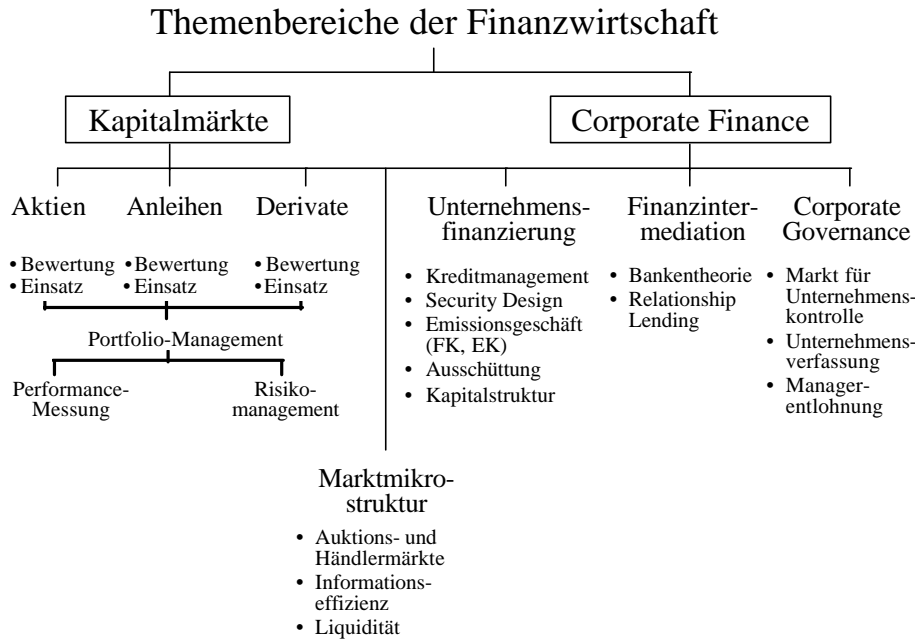 Themenbereiche der Finanzwirtschaft
Kapitalmärkte
Corporate Finance
Aktien
Anleihen
Derivate
• Bewertung
• Einsatz
• Bewertung
• Einsatz
• Bewertung
• Einsatz
Portfolio-Management
Performance-
Messung
Risiko-
management
Marktmikro-
struktur
• Auktions- und
Händlermärkte
• Informations-
effizienz
• Liquidität
Unternehmens-
finanzierung
• Kreditmanagement
• Security Design
• Emissionsgeschäft
(FK, EK)
• Ausschüttung
• Kapitalstruktur
Finanzinter-
mediation
• Bankentheorie
• Relationship
Lending
Corporate
Governance
• Markt für
Unternehmens-
kontrolle
• Unternehmens-
verfassung
• Manager-
entlohnung